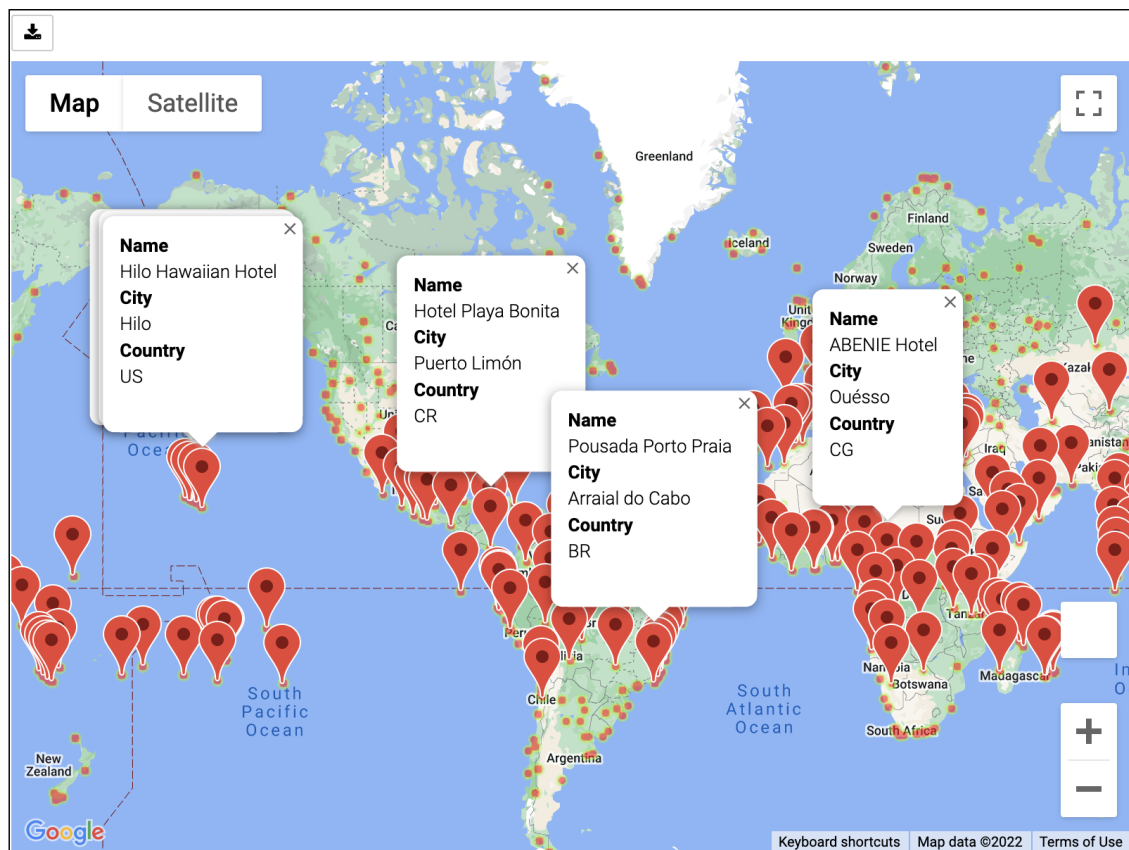 Map
Satellite
Greenland
Iceland
Finland
Sweden
Norway
Name
Hilo Hawaiian Hotel
City
Hilo
Country
US
Name
Hotel Playa Bonita
City
Puerto Limón
Country
CR
Name
Pousada Porto Praia
City
Arraial do Cabo
Country
BR
Name
ABENIE Hotel
City
Ouésso
Country
CG
Iraq
Namibia
Botswana
Madagascar
South Africa
Chile
Argentina
South
Pacific
Ocean
South
Atlantic
Ocean
New
Zealand
Google
Keyboard shortcuts
Map data ©2022
Terms of Use